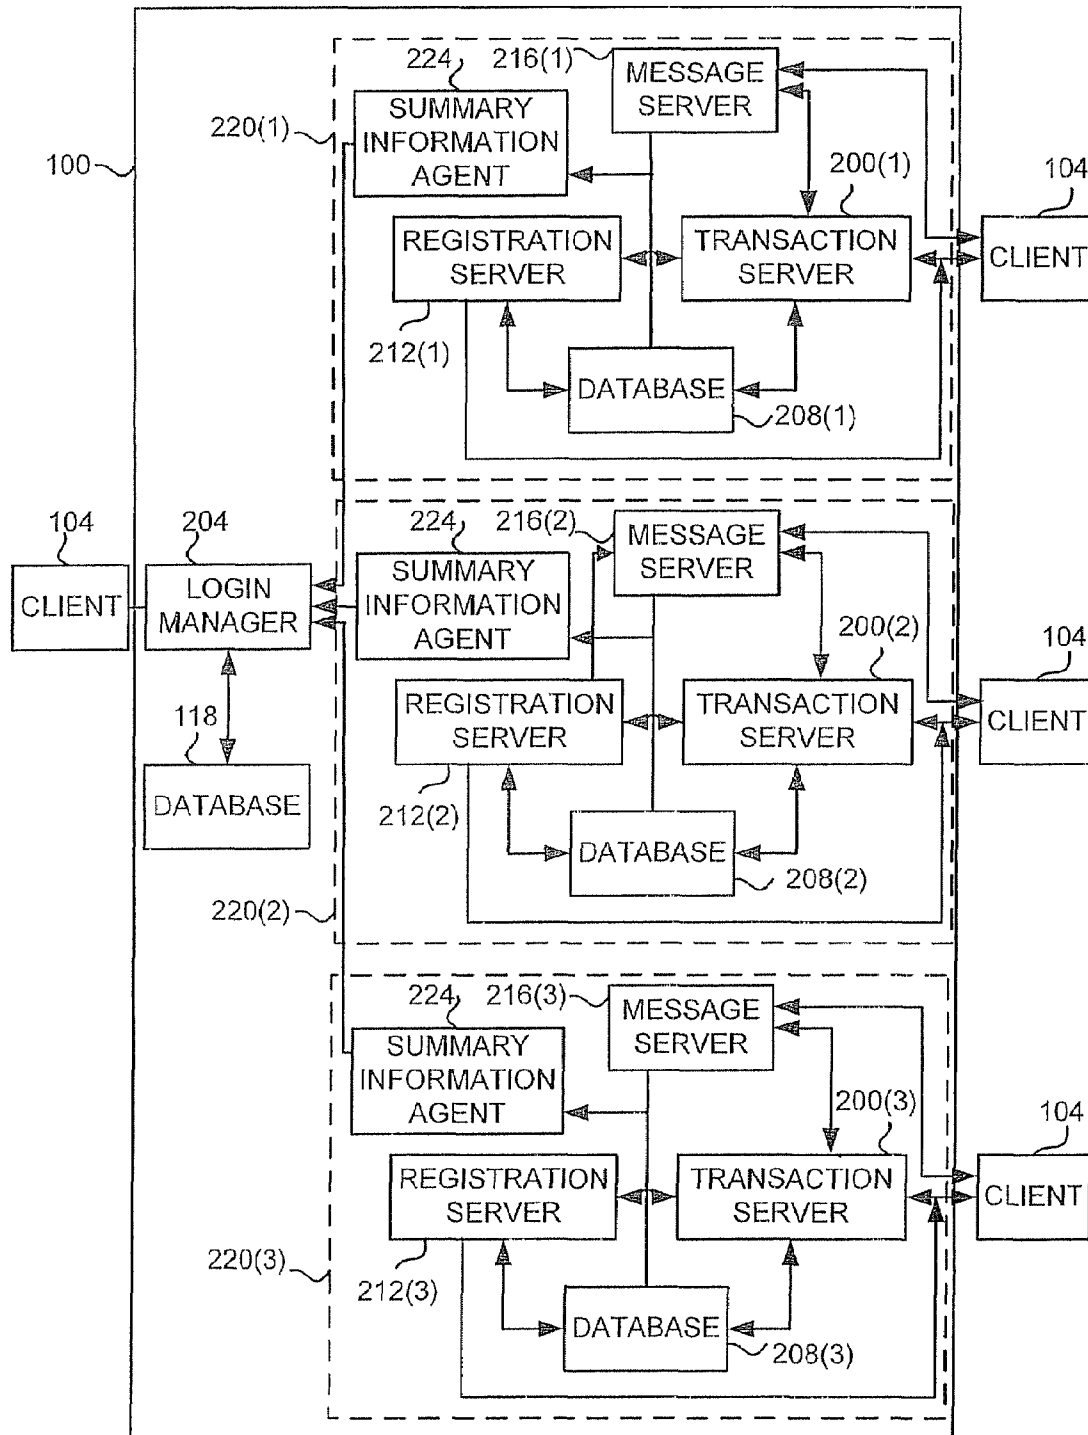 224
216(1)
MESSAGE
SERVER
SUMMARY
INFORMATION
AGENT
220(1)
100
200(1)
104
REGISTRATION
SERVER
TRANSACTION
SERVER
CLIENT
212(1)
DATABASE
208(1)
104
204
224
216(2)
MESSAGE
SERVER
CLIENT
LOGIN
MANAGER
SUMMARY
INFORMATION
AGENT
200(2)
104
118
REGISTRATION
SERVER
TRANSACTION
SERVER
CLIENT
DATABASE
212(2)
DATABASE
208(2)
220(2)
224
216(3)
MESSAGE
SERVER
SUMMARY
INFORMATION
AGENT
200(3)
104
REGISTRATION
SERVER
TRANSACTION
SERVER
CLIENT
220(3)
212(3)
DATABASE
208(3)